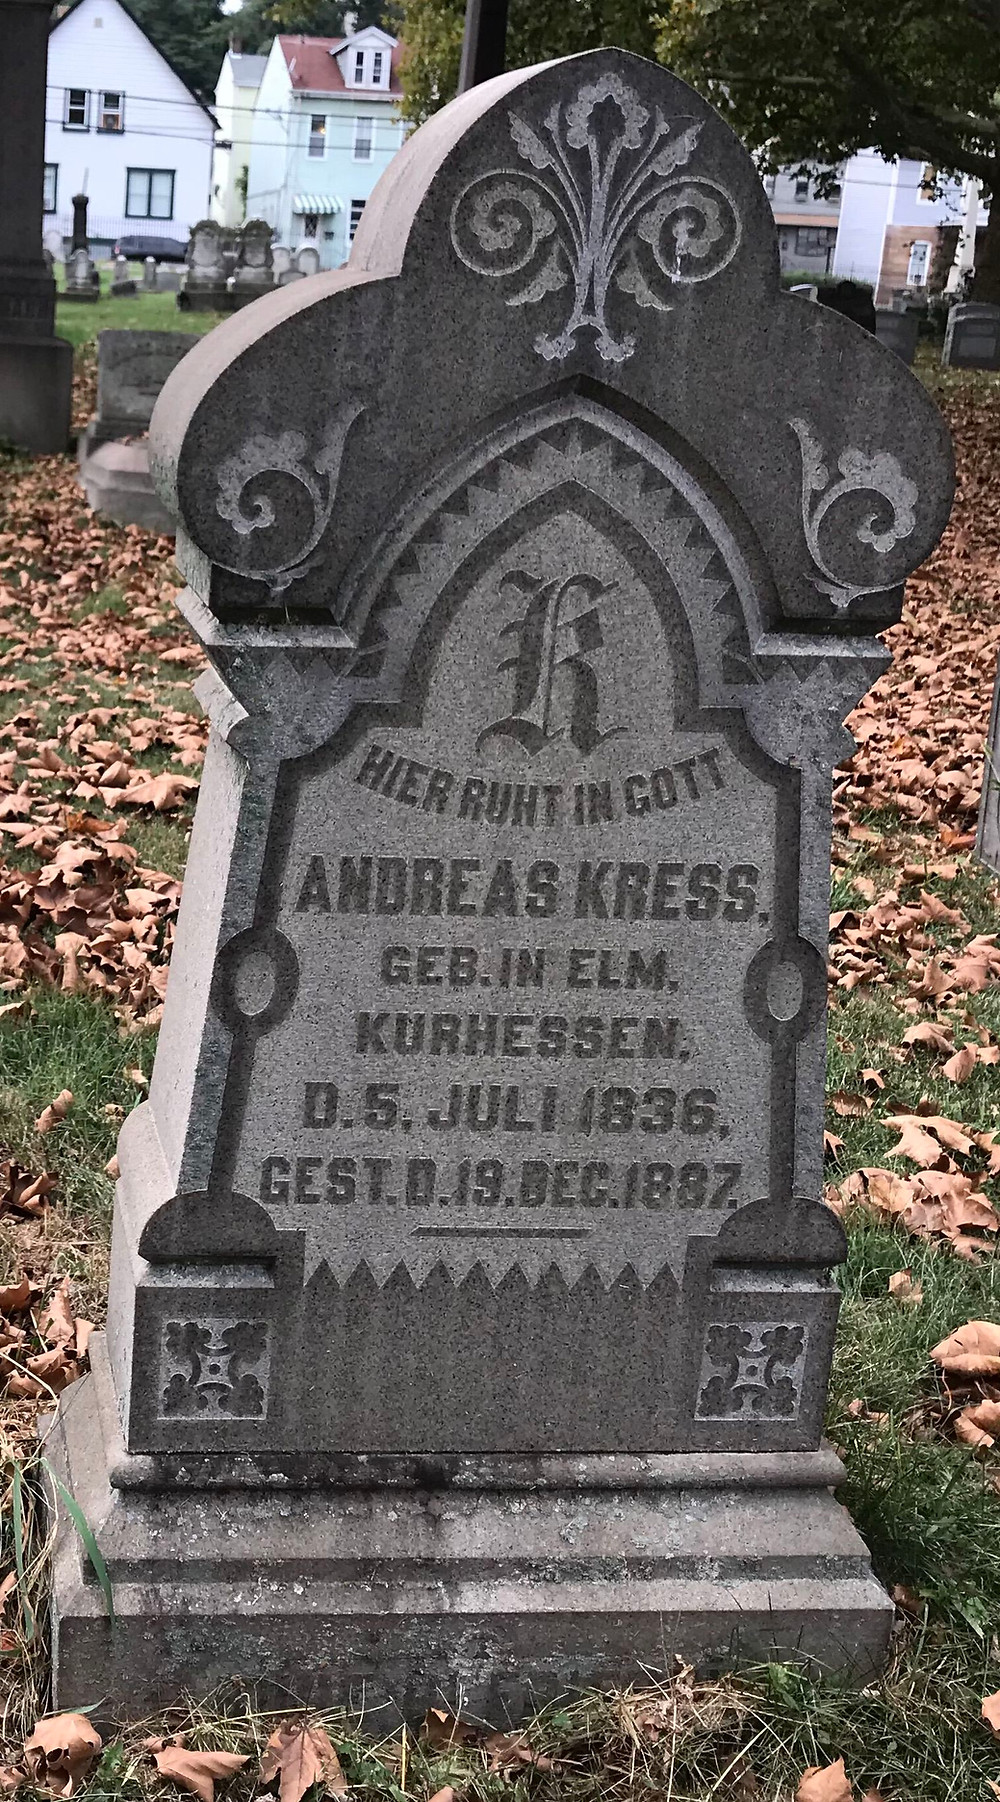 K
HIER RUHT IN GOTT
ANDREAS KRESS.
GEB. IN ELM,
KURHESSEN,
D. 5. JULI 1836,
GEST. D. 19. DEC. 1887.